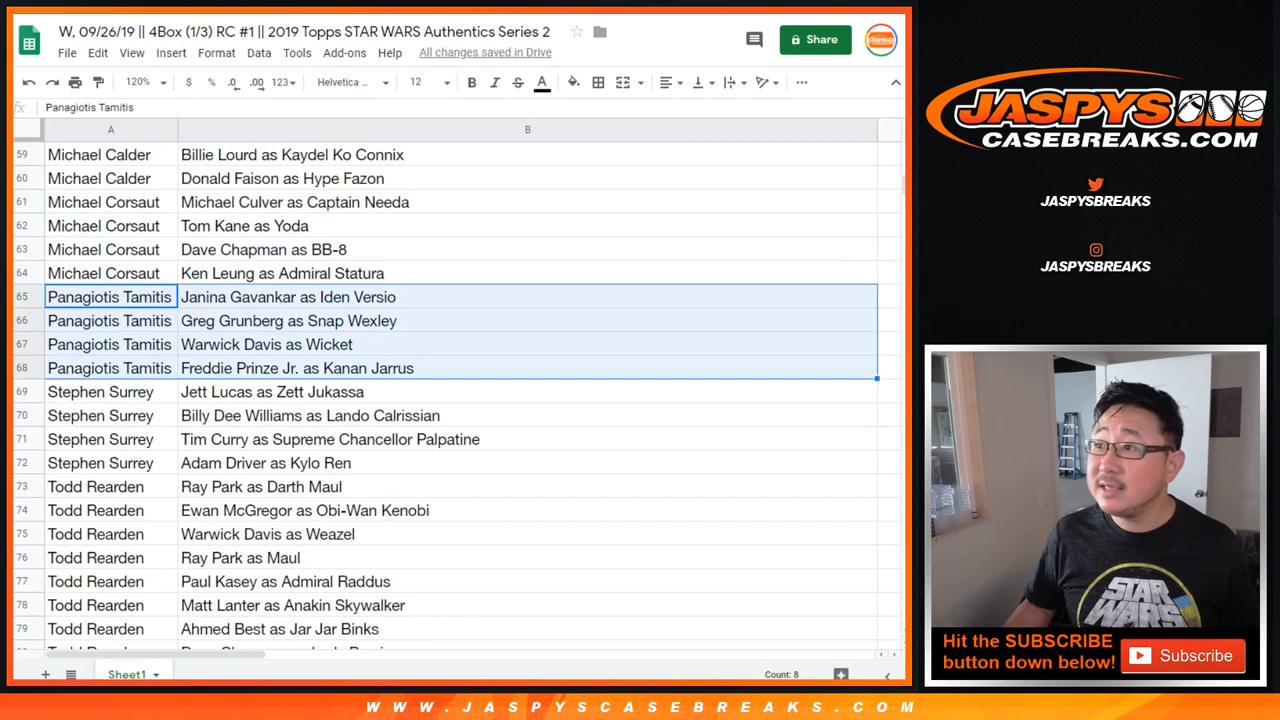 W, 09/26/19 || 4Box (1/3) RC #1 || 2019 Topps STAR WARS Authentics Series 2
File Edit View Insert Format Data Tools Add-ons Help All changes saved in Drive
Share
120% $ % .0 .00 123 Helvetica ... 12 B I S A
fx Panagiotis Tamitis
A B
59 Michael Calder Billie Lourd as Kaydel Ko Connix
60 Michael Calder Donald Faison as Hype Fazon
61 Michael Corsaut Michael Culver as Captain Needa
62 Michael Corsaut Tom Kane as Yoda
63 Michael Corsaut Dave Chapman as BB-8
64 Michael Corsaut Ken Leung as Admiral Statura
65 Panagiotis Tamitis Janina Gavankar as Iden Versio
66 Panagiotis Tamitis Greg Grunberg as Snap Wexley
67 Panagiotis Tamitis Warwick Davis as Wicket
68 Panagiotis Tamitis Freddie Prinze Jr. as Kanan Jarrus
69 Stephen Surrey Jett Lucas as Zett Jukassa
70 Stephen Surrey Billy Dee Williams as Lando Calrissian
71 Stephen Surrey Tim Curry as Supreme Chancellor Palpatine
72 Stephen Surrey Adam Driver as Kylo Ren
73 Todd Rearden Ray Park as Darth Maul
74 Todd Rearden Ewan McGregor as Obi-Wan Kenobi
75 Todd Rearden Warwick Davis as Weazel
76 Todd Rearden Ray Park as Maul
77 Todd Rearden Paul Kasey as Admiral Raddus
78 Todd Rearden Matt Lanter as Anakin Skywalker
79 Todd Rearden Ahmed Best as Jar Jar Binks
Sheet1
Count: 8
JASPYS
CASEBREAKS.COM
JASPYSBREAKS
JASPYSBREAKS
STAR
WARS
Hit the SUBSCRIBE
button down below!
Subscribe
WWW.JASPYSCASEBREAKS.COM